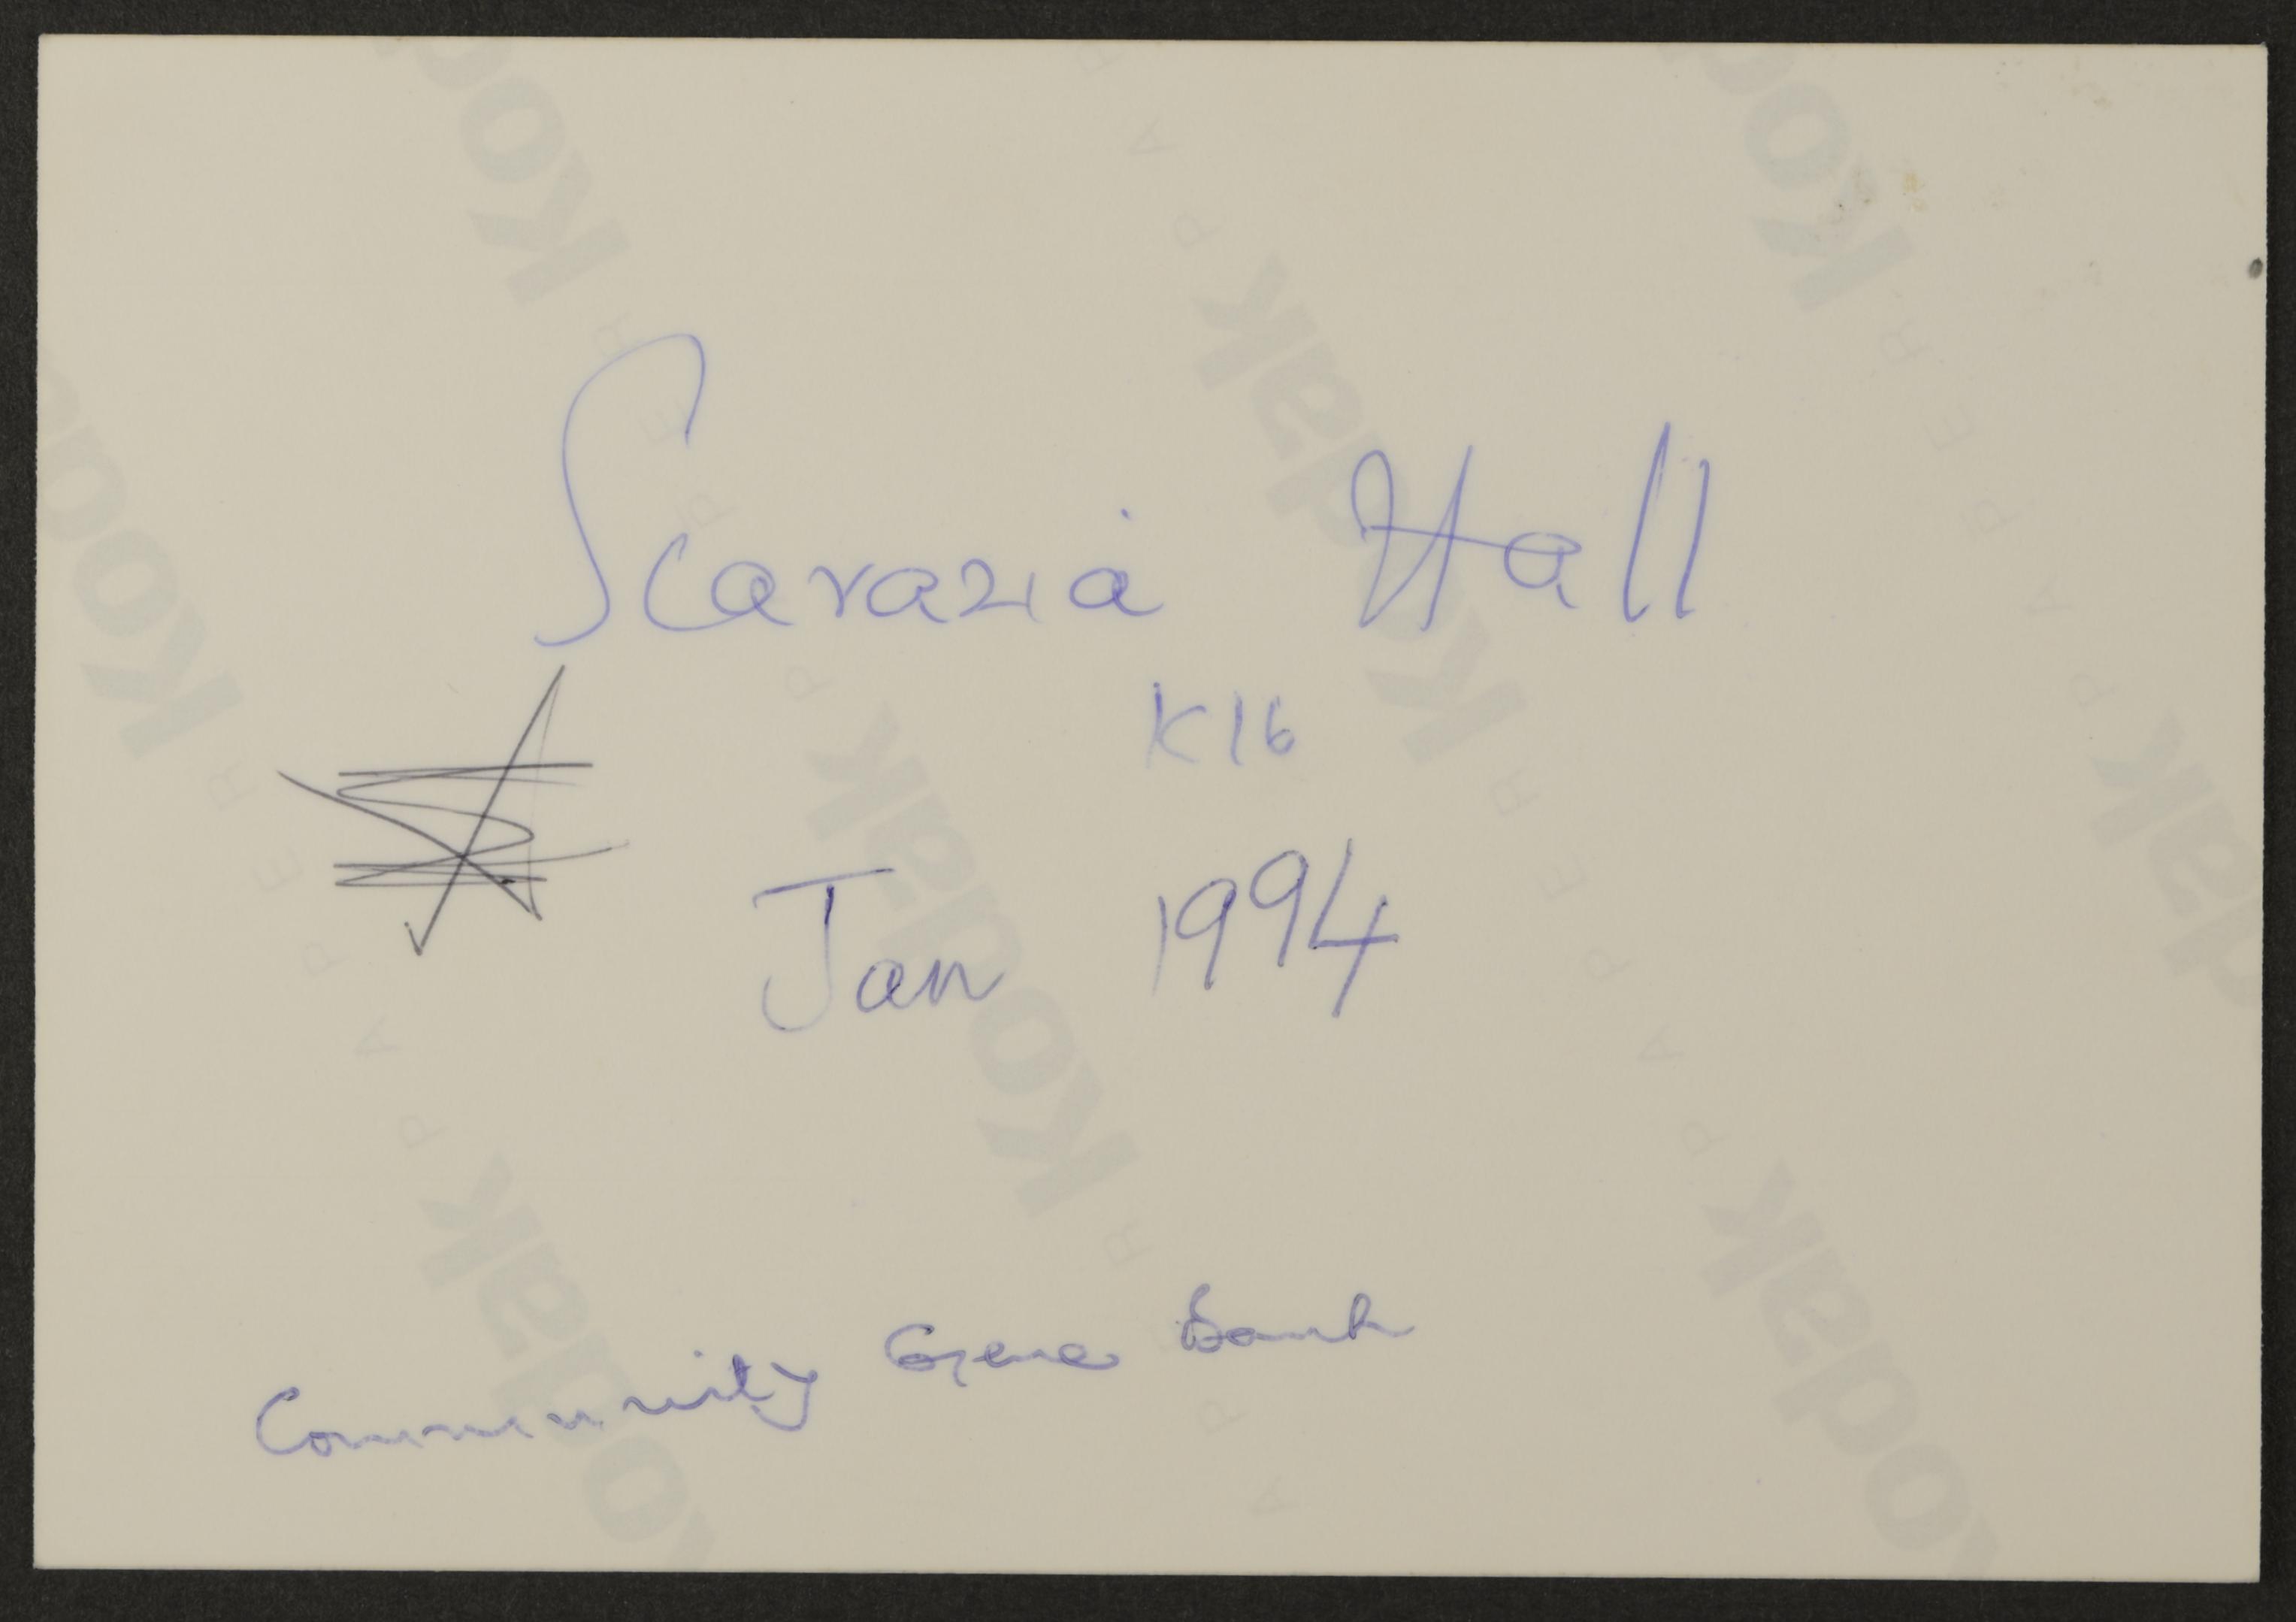 Scarazia Hall
K16
Jan 1994
Community Gene Bank